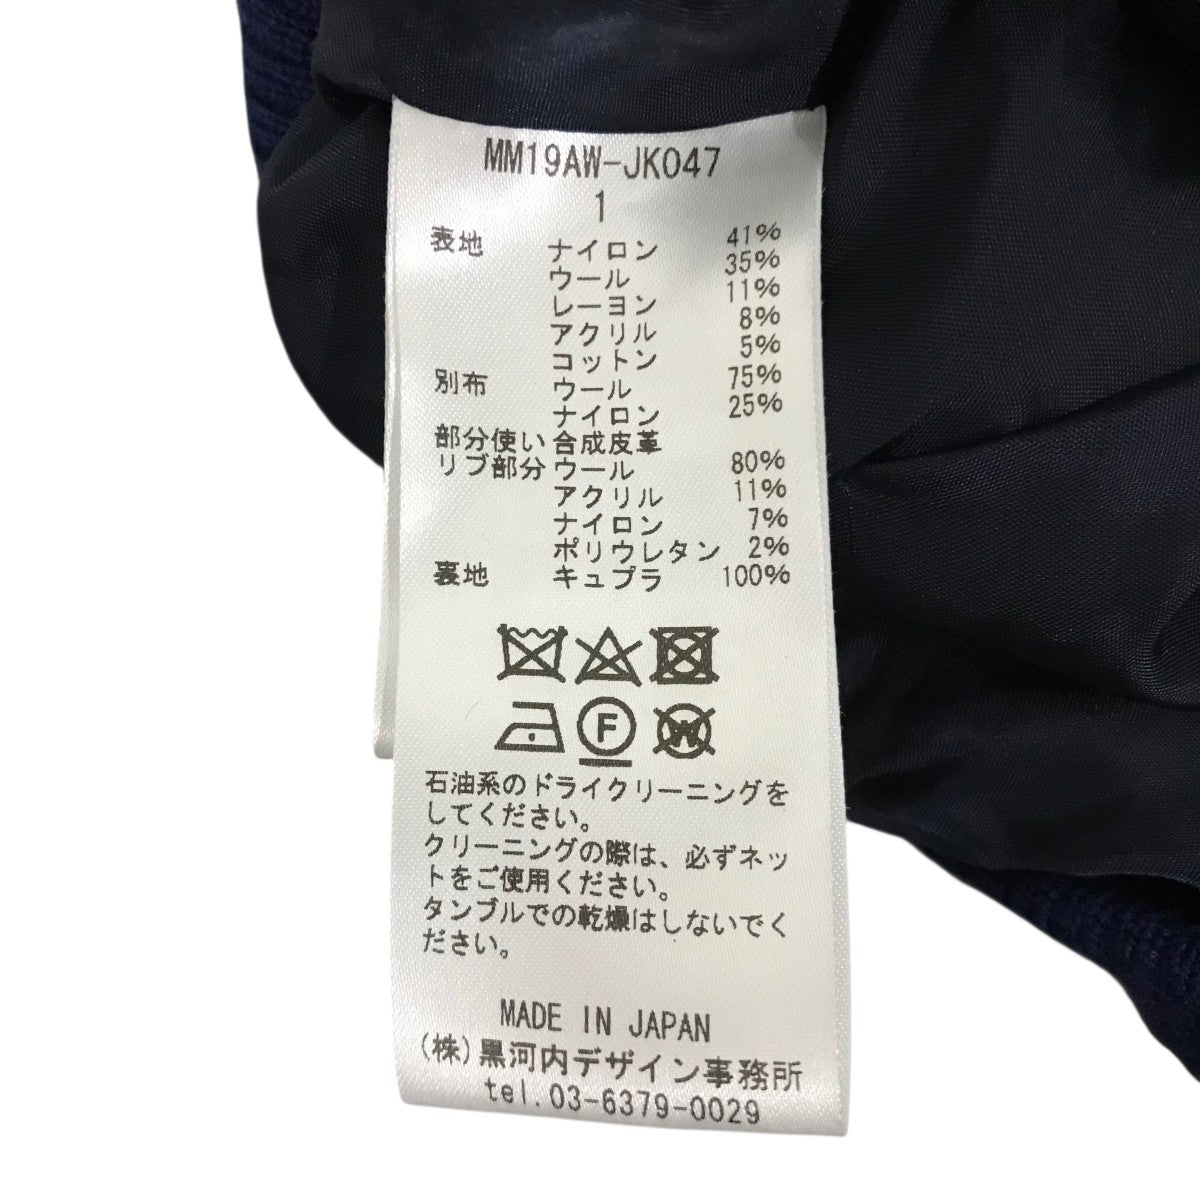 MM19AW-JK047
1
表地 ナイロン 41%
ウール 35%
レーヨン 11%
アクリル 8%
コットン 5%
別布 ウール 75%
ナイロン 25%
部分使い 合成皮革
リブ部分 ウール 80%
アクリル 11%
ナイロン 7%
ポリウレタン 2%
裏地 キュプラ 100%
F W
石油系のドライクリーニングを
してください。
クリーニングの際は、必ずネッ
トをご使用ください。
タンブルでの乾燥はしないでく
ださい。
MADE IN JAPAN
(株)黒河内デザイン事務所
tel.03-6379-0029